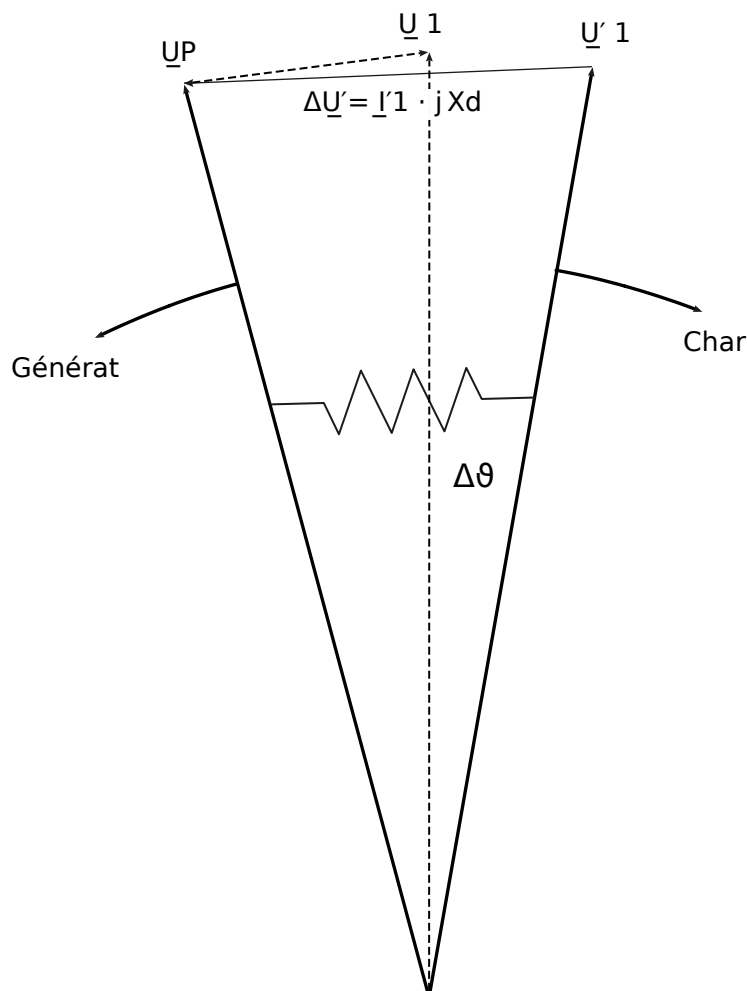 U̲ 1
U̲P
U̲′ 1
ΔU̲′= I̲′1 · j Xd
Générat
Char
Δϑ